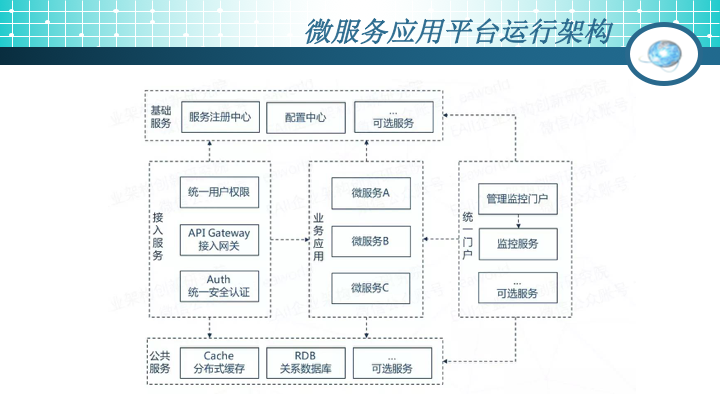 微服务应用平台运行架构
基础
服务
服务注册中心
配置中心
...
可选服务
接入服务
统一用户权限
API Gateway
接入网关
Auth
统一安全认证
业务应用
微服务A
微服务B
微服务C
统一门户
管理监控门户
监控服务
...
可选服务
公共
服务
Cache
分布式缓存
RDB
关系数据库
...
可选服务